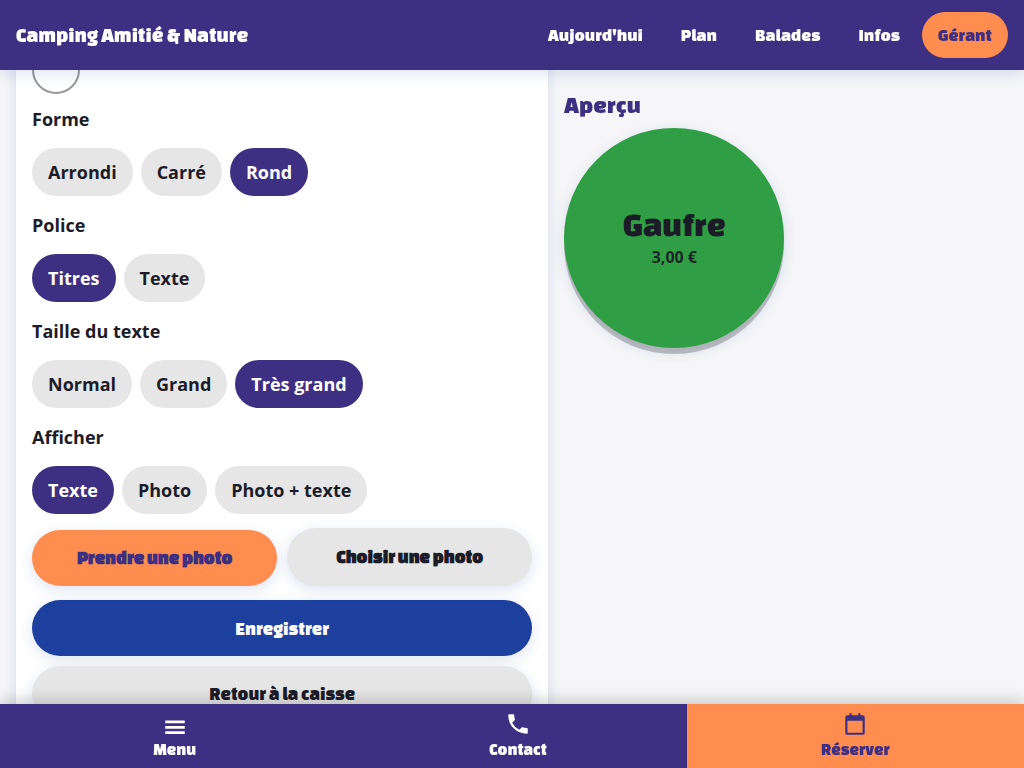 Camping Amitié & Nature
Aujourd'hui
Plan
Balades
Infos
Gérant
Forme
Arrondi
Carré
Rond
Police
Titres
Texte
Taille du texte
Normal
Grand
Très grand
Afficher
Texte
Photo
Photo + texte
Prendre une photo
Choisir une photo
Enregistrer
Retour à la caisse
Aperçu
Gaufre
3,00 €
Menu
Contact
Réserver